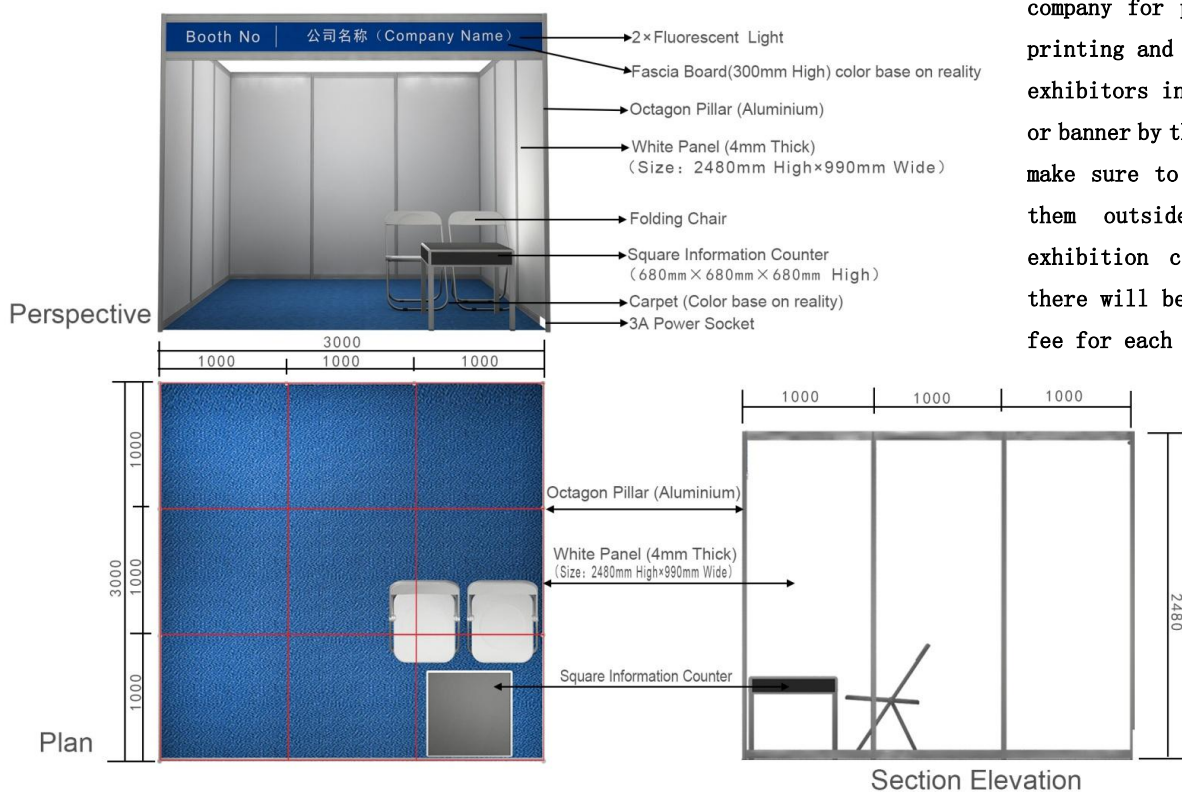 Booth No | 公司名称（Company Name）
2×Fluorescent Light
Fascia Board(300mm High) color base on reality
Octagon Pillar (Aluminium)
White Panel (4mm Thick)
（Size：2480mm High×990mm Wide）
Folding Chair
Square Information Counter
（680mm×680mm×680mm High）
Carpet (Color base on reality)
3A Power Socket
Perspective
company for p
printing and
exhibitors in
or banner by th
make sure to
them outside
exhibition c
there will be
fee for each
3000
1000 1000 1000
3000
1000
1000
1000
Plan
Octagon Pillar (Aluminium)
White Panel (4mm Thick)
(Size：2480mm High×990mm Wide)
Square Information Counter
1000 1000 1000
2480
Section Elevation